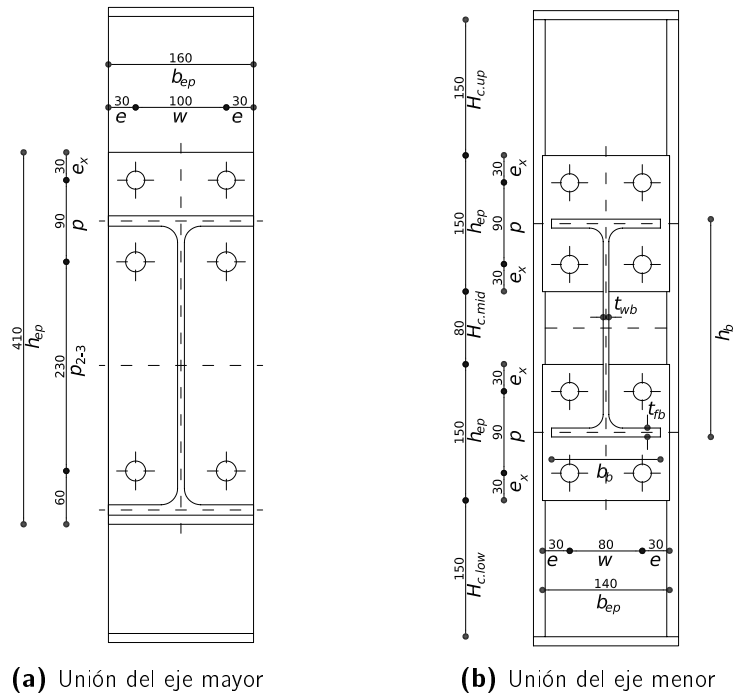 160
b_ep
30 100 30
e w e
30 e_x
90 p
410 h_ep
230 p_2-3
60
150 H_c.up
30 e_x
150 h_ep
90 p
30 e_x
80 H_c.mid
t_wb
h_b
30 e_x
150 h_ep
90 p
t_fb
30 e_x
b_b
150 H_c.low
30 80 30
e w e
140
b_ep
(a) Unión del eje mayor
(b) Unión del eje menor